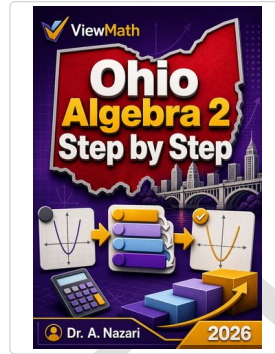 ViewMath
Ohio
Algebra 2
Step by Step
Dr. A. Nazari
2026